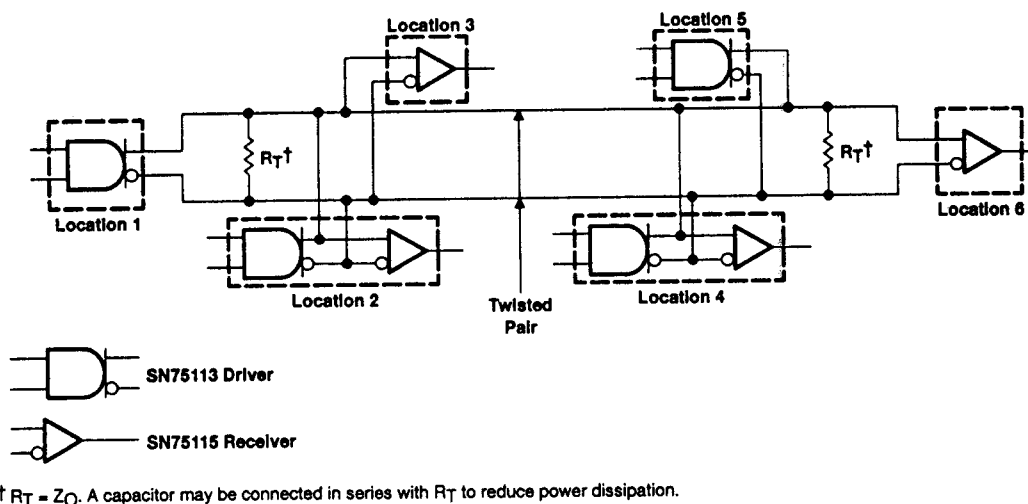 Location 3
Location 5
RT†
RT†
Location 1
Location 6
Location 2
Location 4
Twisted
Pair
SN75113 Driver
SN75115 Receiver
† RT = ZO. A capacitor may be connected in series with RT to reduce power dissipation.